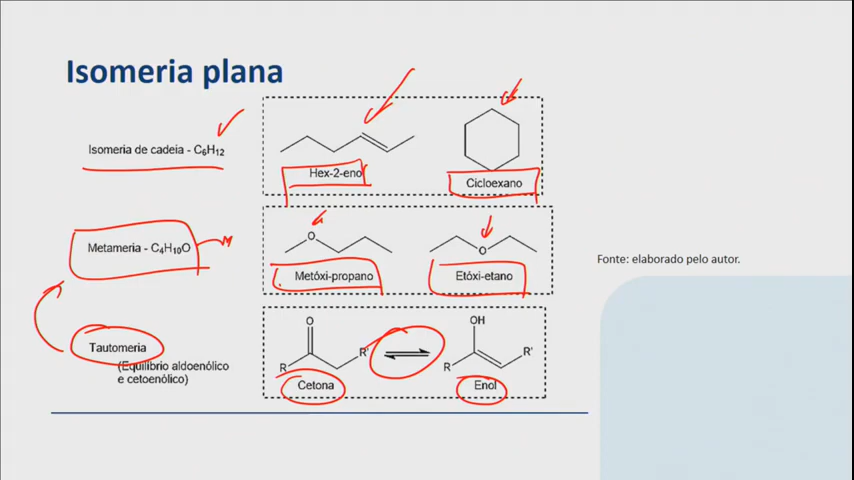 Isomeria plana
Isomeria de cadeia - C₆H₁₂
Hex-2-eno
Cicloexano
Metameria - C₄H₁₀O
M
O
Metóxi-propano
O
Etóxi-etano
Fonte: elaborado pelo autor.
Tautomeria
(Equilíbrio aldoenólico
e cetoenólico)
O
R
R'
Cetona
OH
R
R'
Enol